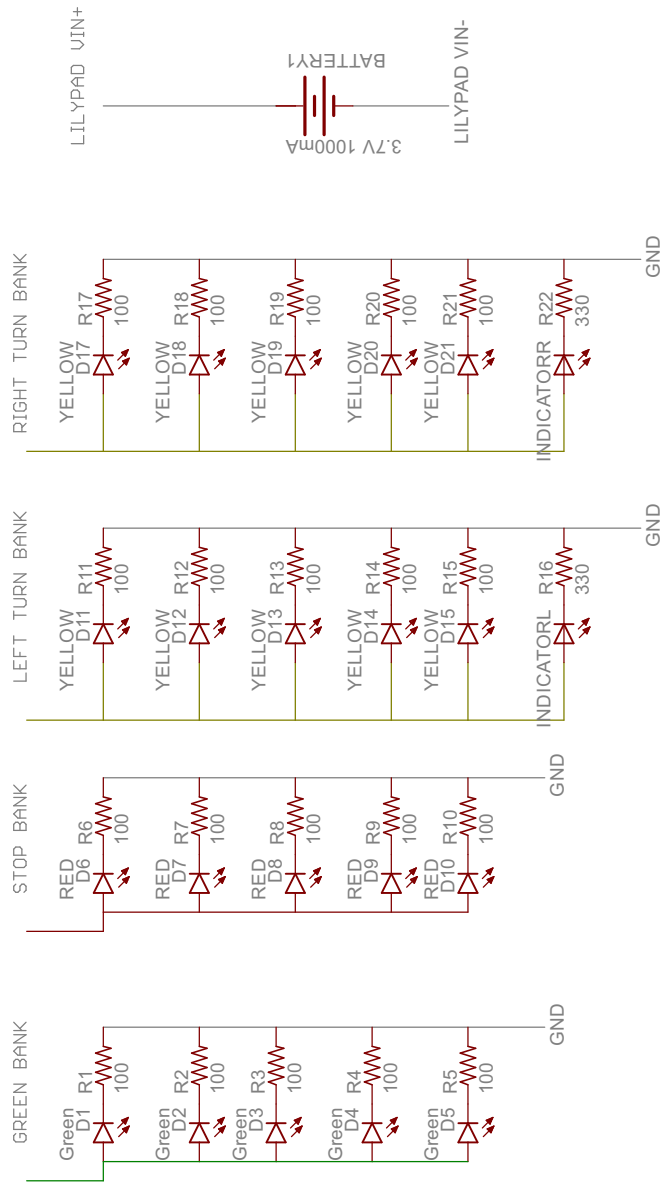 LILYPAD VIN+
BATTERY1
3.7V 1000mA
LILYPAD VIN-
RIGHT TURN BANK
YELLOW
D17
R17
100
YELLOW
D18
R18
100
YELLOW
D19
R19
100
YELLOW
D20
R20
100
YELLOW
D21
R21
100
INDICATORR
R22
330
GND
LEFT TURN BANK
YELLOW
D11
R11
100
YELLOW
D12
R12
100
YELLOW
D13
R13
100
YELLOW
D14
R14
100
YELLOW
D15
R15
100
INDICATORL
R16
330
GND
STOP BANK
RED
D6
R6
100
RED
D7
R7
100
RED
D8
R8
100
RED
D9
R9
100
RED
D10
R10
100
GND
GREEN BANK
Green
D1
R1
100
Green
D2
R2
100
Green
D3
R3
100
Green
D4
R4
100
Green
D5
R5
100
GND